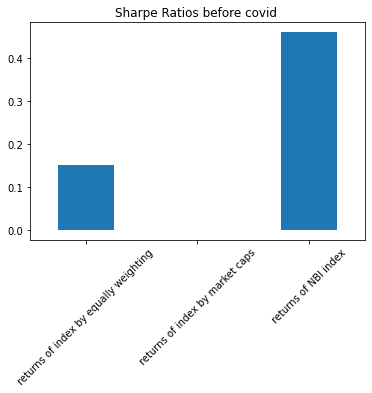 Sharpe Ratios before covid
0.4
0.3
0.2
0.1
0.0
returns of index by equally weighting
returns of index by market caps
returns of NBI index